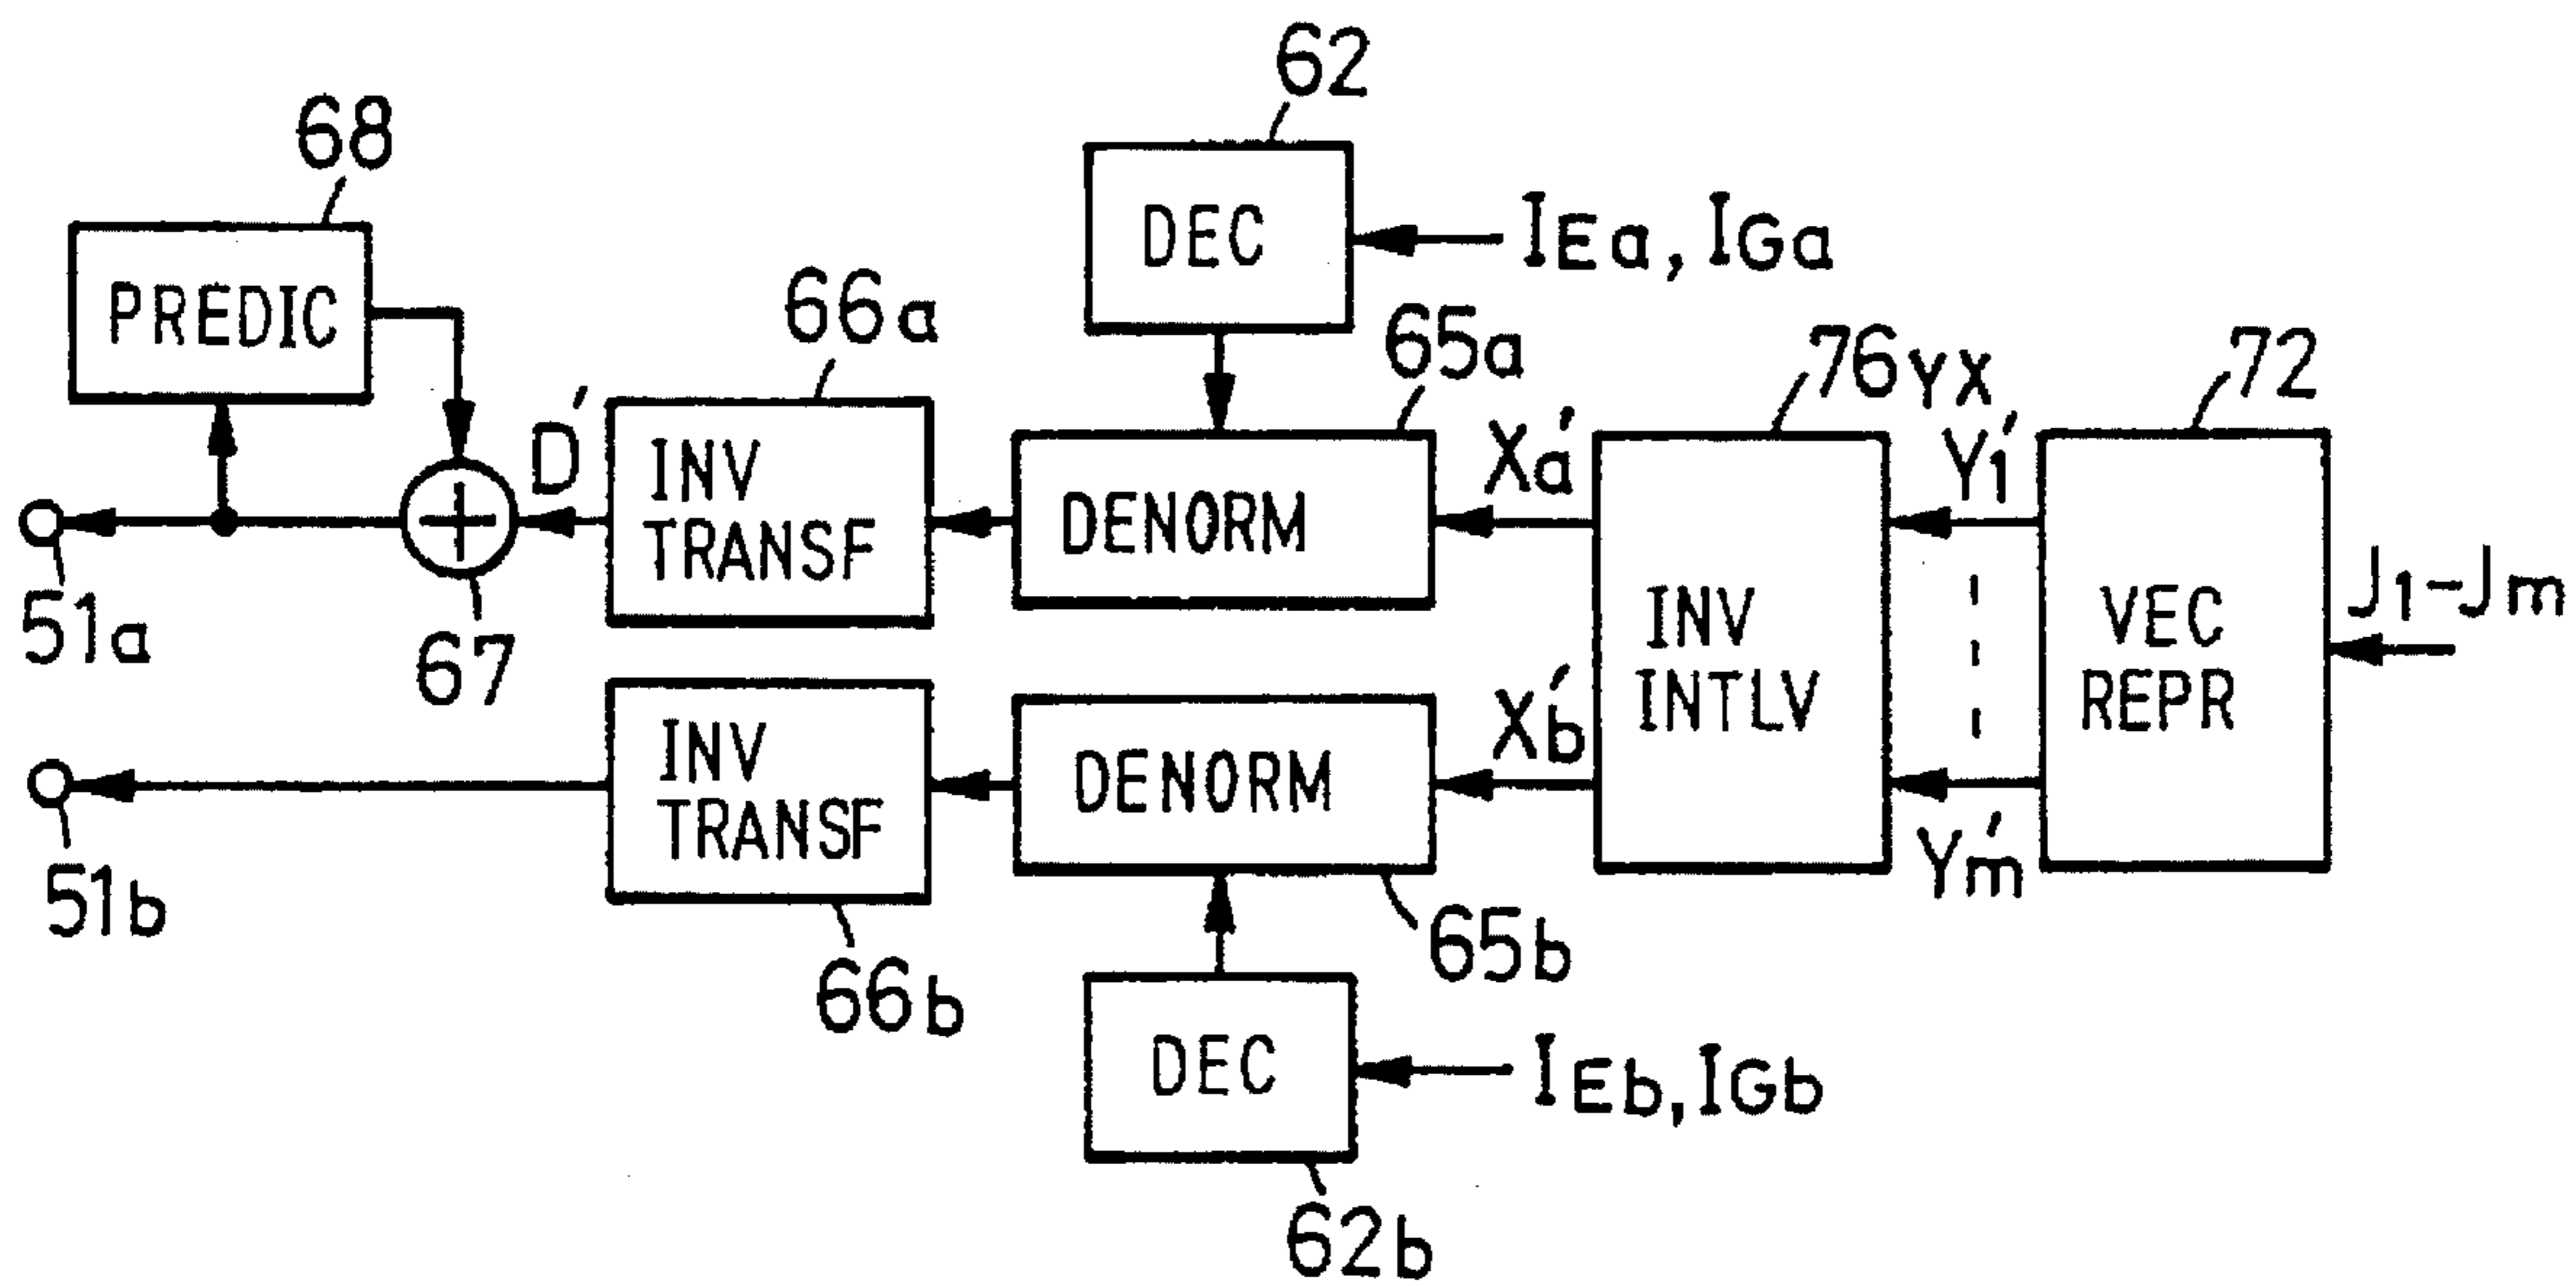 62
68
DEC
IEa, IGa
PREDIC
66a
65a
76YX
72
D'
INV
TRANSF
DENORM
Xa'
Y1'
INV
INTLV
VEC
REPR
J1-Jm
51a
67
INV
TRANSF
DENORM
Xb'
Ym'
51b
66b
65b
DEC
IEb, IGb
62b